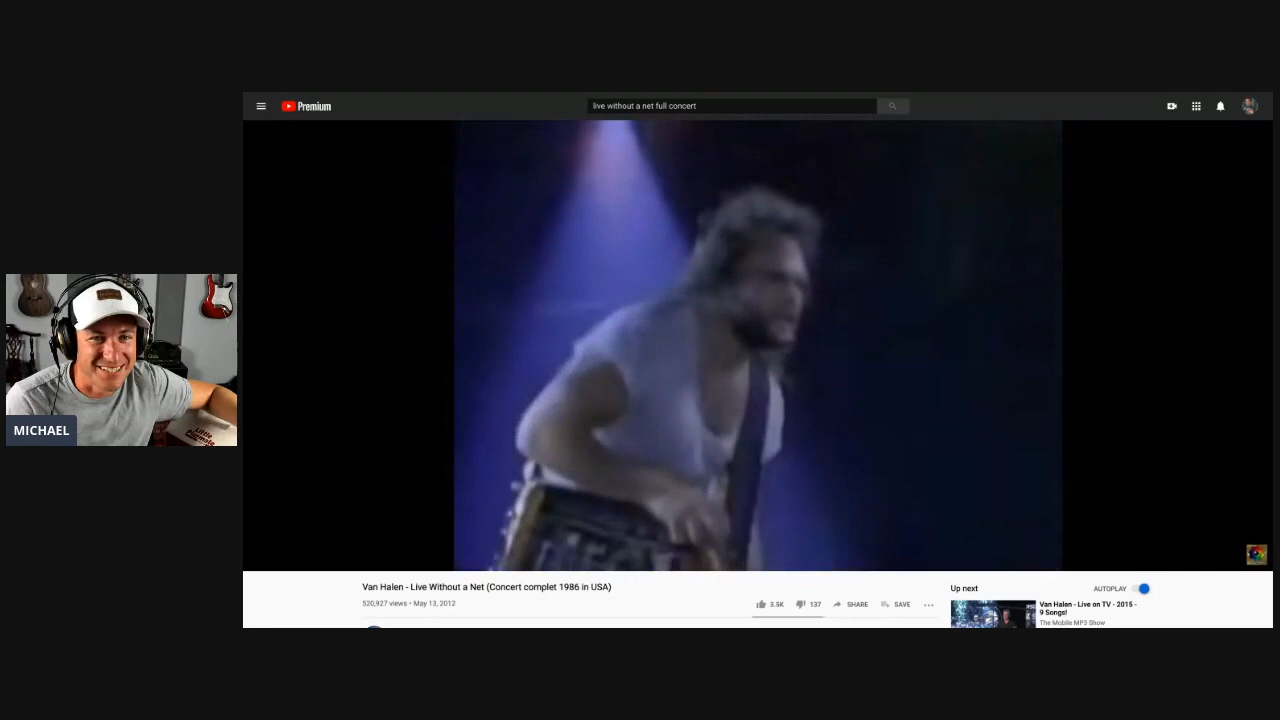 Premium
live without a net full concert
MICHAEL
Van Halen - Live Without a Net (Concert complet 1986 in USA)
520,927 views • May 13, 2012
3.5K
137
SHARE
SAVE
Up next
AUTOPLAY
Van Halen - Live on TV - 2015 -
9 Songs!
The Mobile MP3 Show